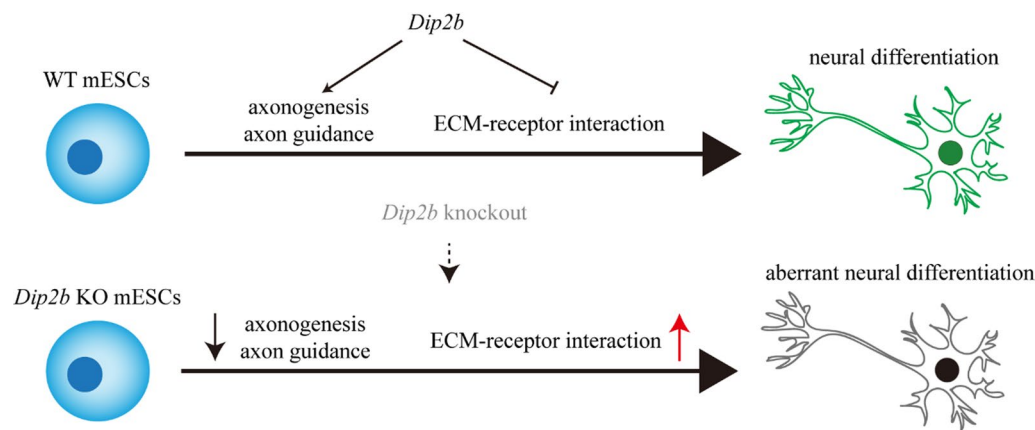 Dip2b
WT mESCs
neural differentiation
axonogenesis
axon guidance
ECM-receptor interaction
Dip2b knockout
Dip2b KO mESCs
aberrant neural differentiation
axonogenesis
axon guidance
ECM-receptor interaction